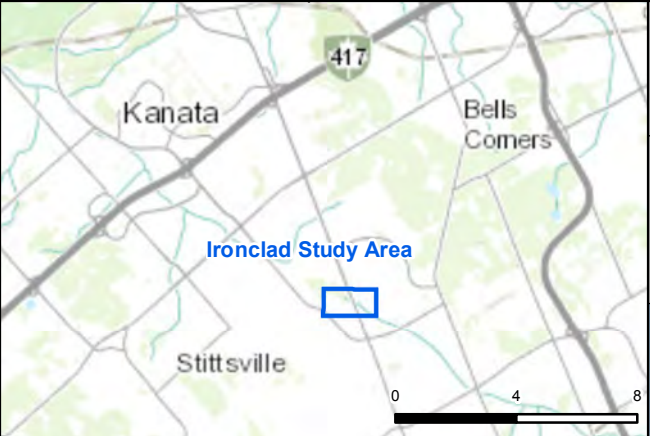 417
Kanata
Bells
Corners
Ironclad Study Area
Stittsville
0 4 8